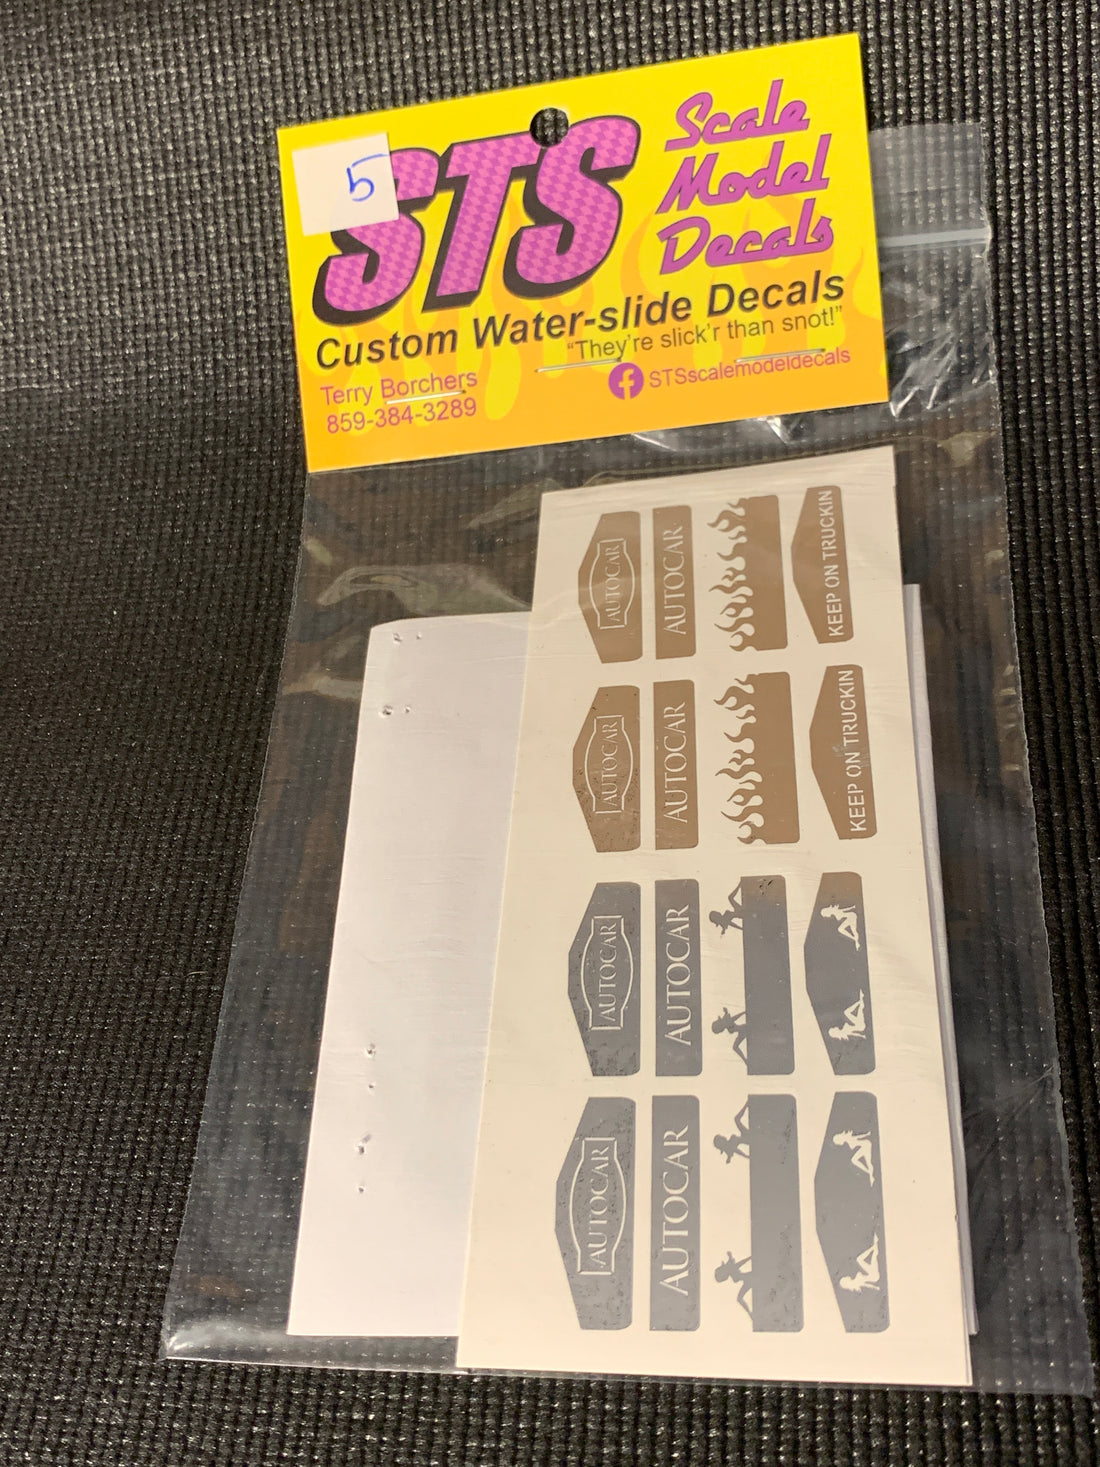 5
STS
Scale
Model
Decals
Custom Water-slide Decals
"They're slick'r than snot!"
Terry Borchers
859-384-3289
STSscalemodeldecals
AUTOCAR
AUTOCAR
KEEP ON TRUCKIN
AUTOCAR
AUTOCAR
KEEP ON TRUCKIN
AUTOCAR
AUTOCAR
AUTOCAR
AUTOCAR